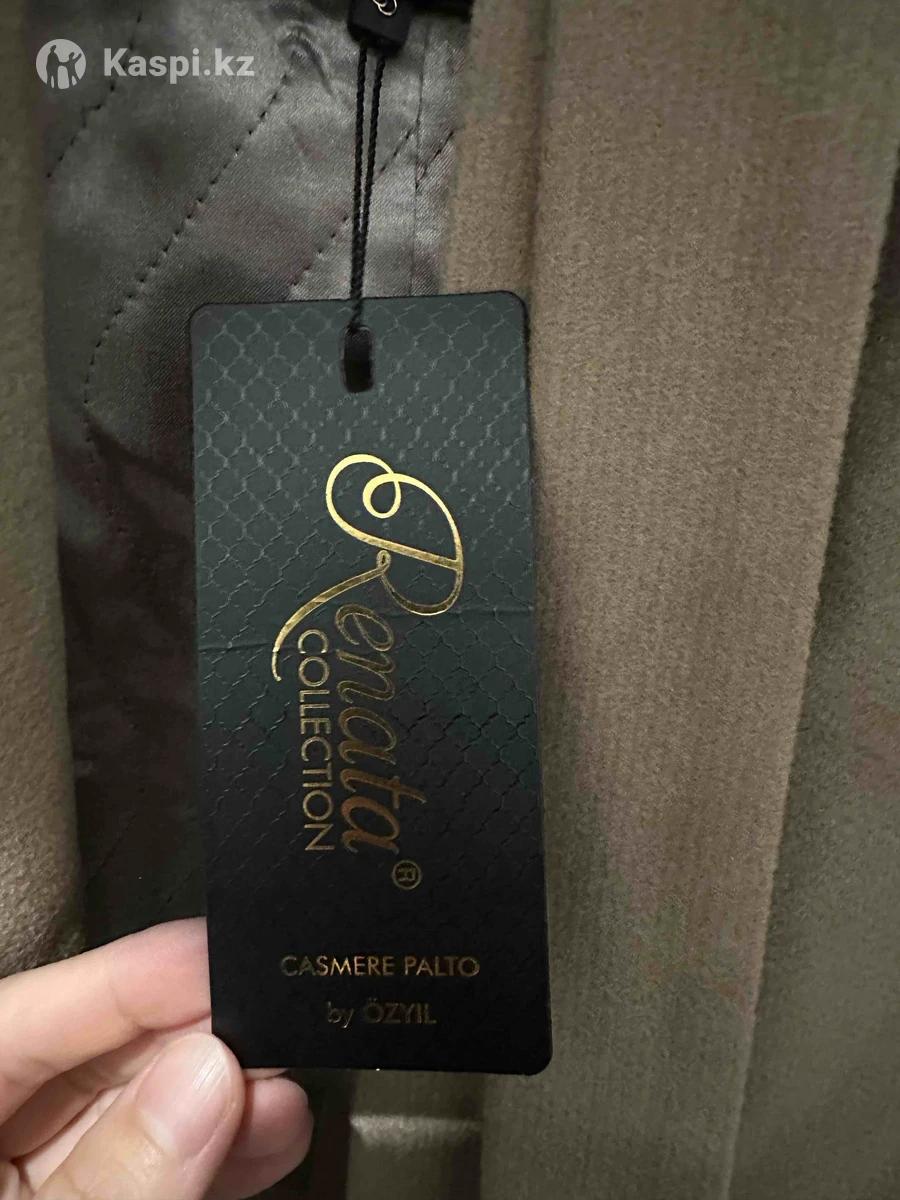 Kaspi.kz
Renata ®
COLLECTION
CASMERE PALTO
by ÖZYIL